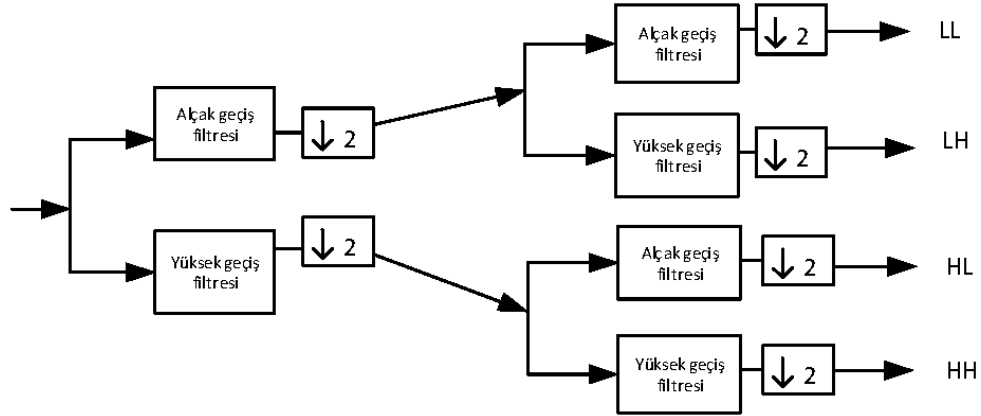 Alçak geçiş
filtresi
↓ 2
Yüksek geçiş
filtresi
↓ 2
Alçak geçiş
filtresi
↓ 2
LL
Yüksek geçiş
filtresi
↓ 2
LH
Alçak geçiş
filtresi
↓ 2
HL
Yüksek geçiş
filtresi
↓ 2
HH